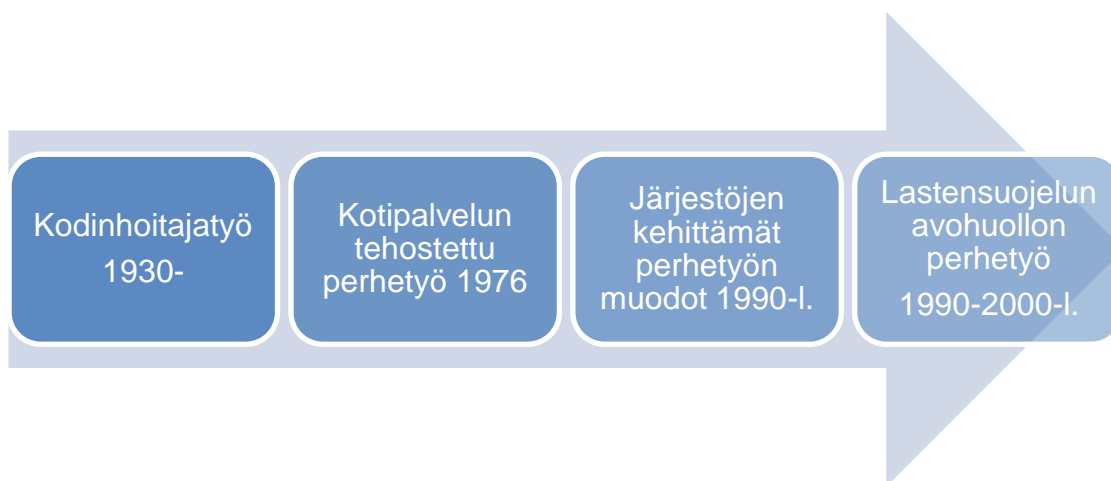 Kodinhoitajatyö
1930-
Kotipalvelun
tehostettu
perhetyö 1976
Järjestöjen
kehittämät
perhetyön
muodot 1990-l.
Lastensuojelun
avohuollon
perhetyö
1990-2000-l.